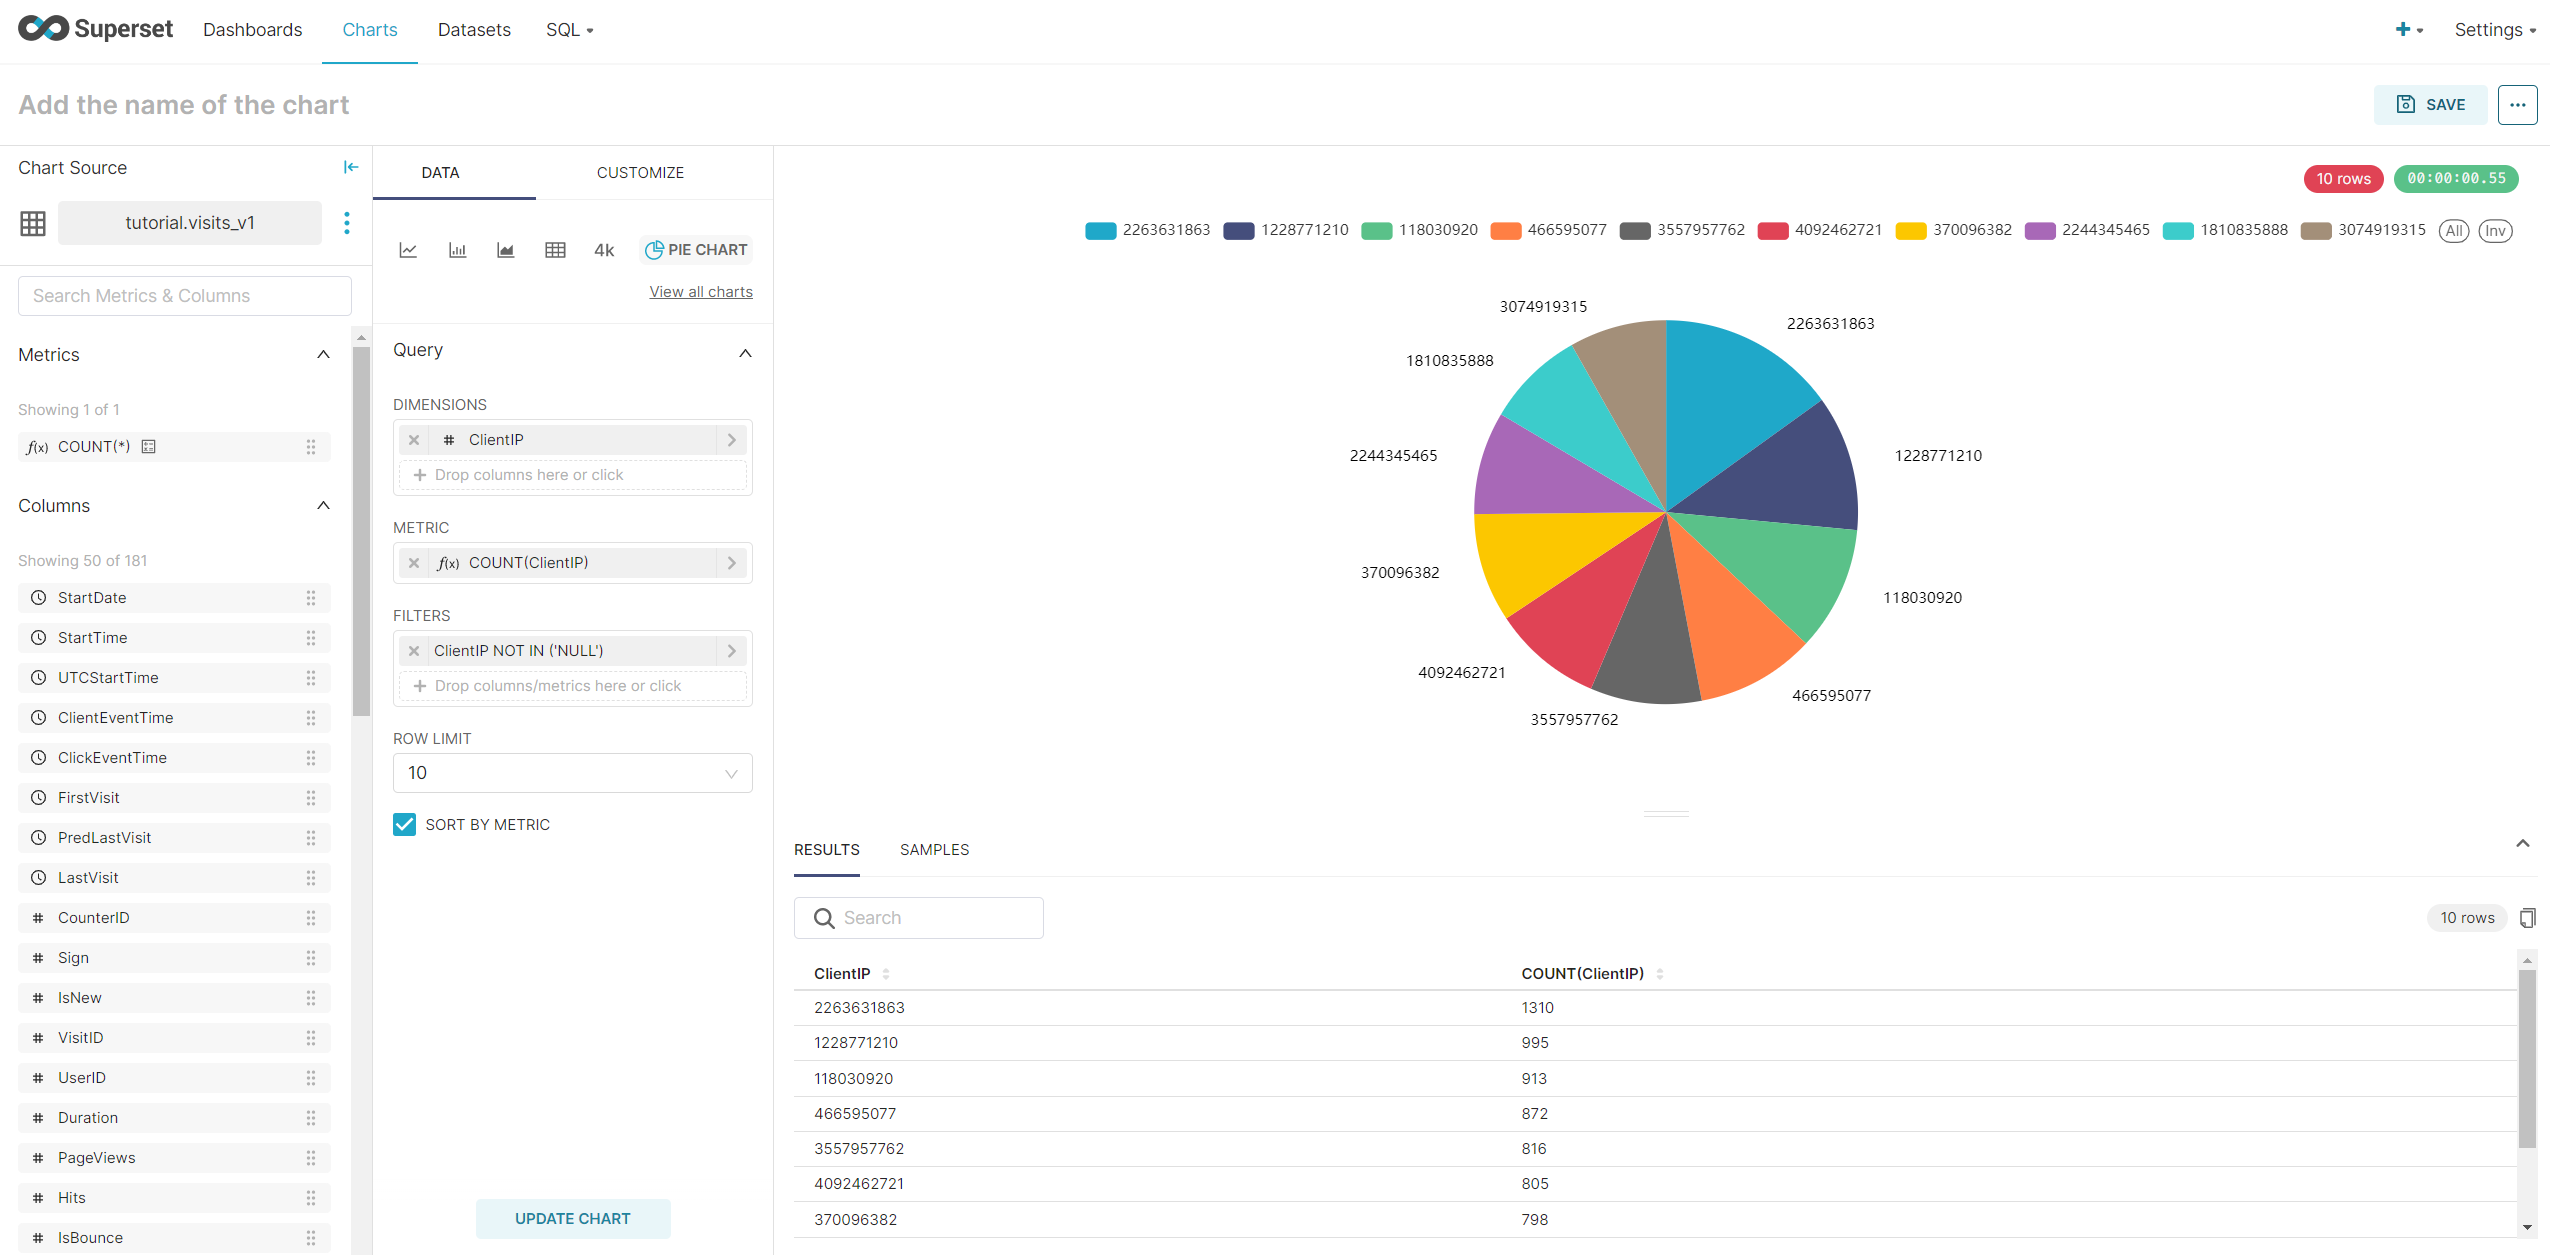 Superset Dashboards Charts Datasets SQL Settings
Add the name of the chart
SAVE
Chart Source
tutorial.visits_v1
Search Metrics & Columns
Metrics
Showing 1 of 1
f(x) COUNT(*)
Columns
Showing 50 of 181
StartDate
StartTime
UTCStartTime
ClientEventTime
ClickEventTime
FirstVisit
PredLastVisit
LastVisit
# CounterID
# Sign
# IsNew
# VisitID
# UserID
# Duration
# PageViews
# Hits
# IsBounce
DATA CUSTOMIZE
4k PIE CHART
View all charts
Query
DIMENSIONS
# ClientIP
Drop columns here or click
METRIC
f(x) COUNT(ClientIP)
FILTERS
ClientIP NOT IN ('NULL')
Drop columns/metrics here or click
ROW LIMIT
10
SORT BY METRIC
UPDATE CHART
10 rows 00:00:00.55
2263631863 1228771210 118030920 466595077 3557957762 4092462721 370096382 2244345465 1810835888 3074919315 All Inv
3074919315
2263631863
1810835888
2244345465
1228771210
370096382
118030920
4092462721
466595077
3557957762
RESULTS SAMPLES
Search
10 rows
ClientIP COUNT(ClientIP)
2263631863 1310
1228771210 995
118030920 913
466595077 872
3557957762 816
4092462721 805
370096382 798